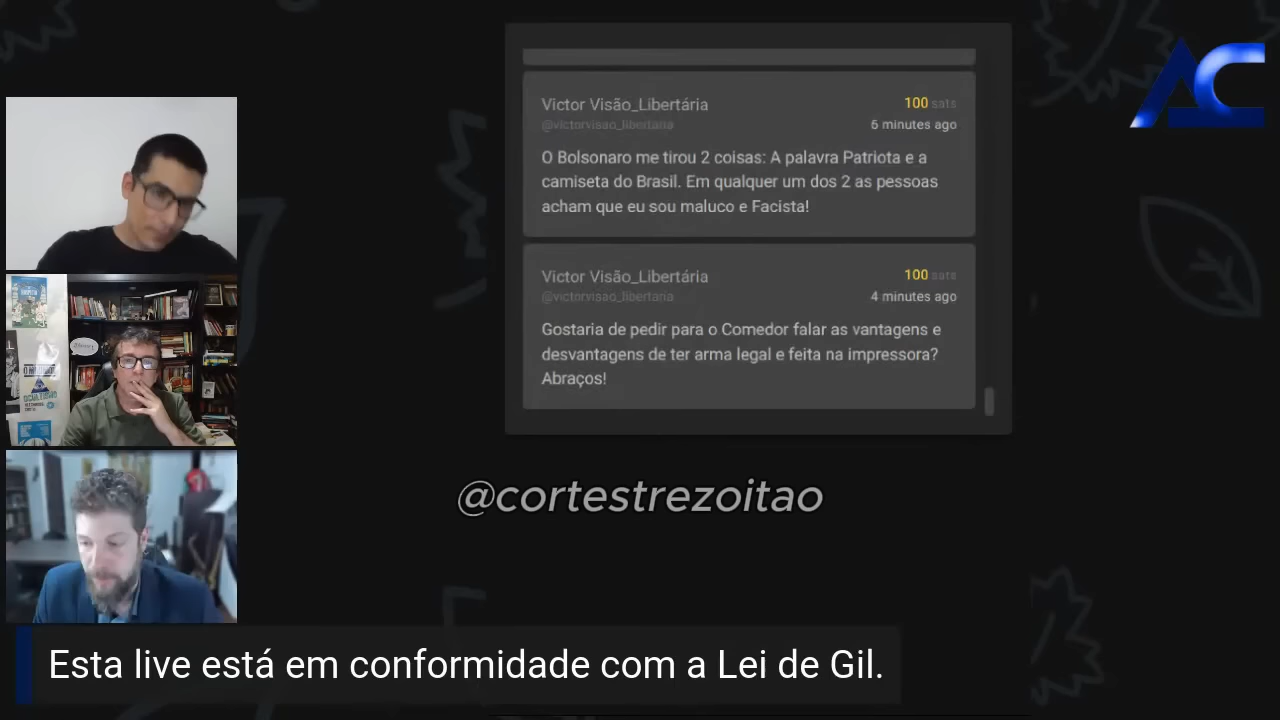 AC
Victor Visão_Libertária
100 sats
@victorvisao_libertaria
5 minutes ago
O Bolsonaro me tirou 2 coisas: A palavra Patriota e a
camiseta do Brasil. Em qualquer um dos 2 as pessoas
acham que eu sou maluco e Facista!
Victor Visão_Libertária
100 sats
@victorvisao_libertaria
4 minutes ago
Gostaria de pedir para o Comedor falar as vantagens e
desvantagens de ter arma legal e feita na impressora?
Abraços!
@cortestrezoitao
Esta live está em conformidade com a Lei de Gil.